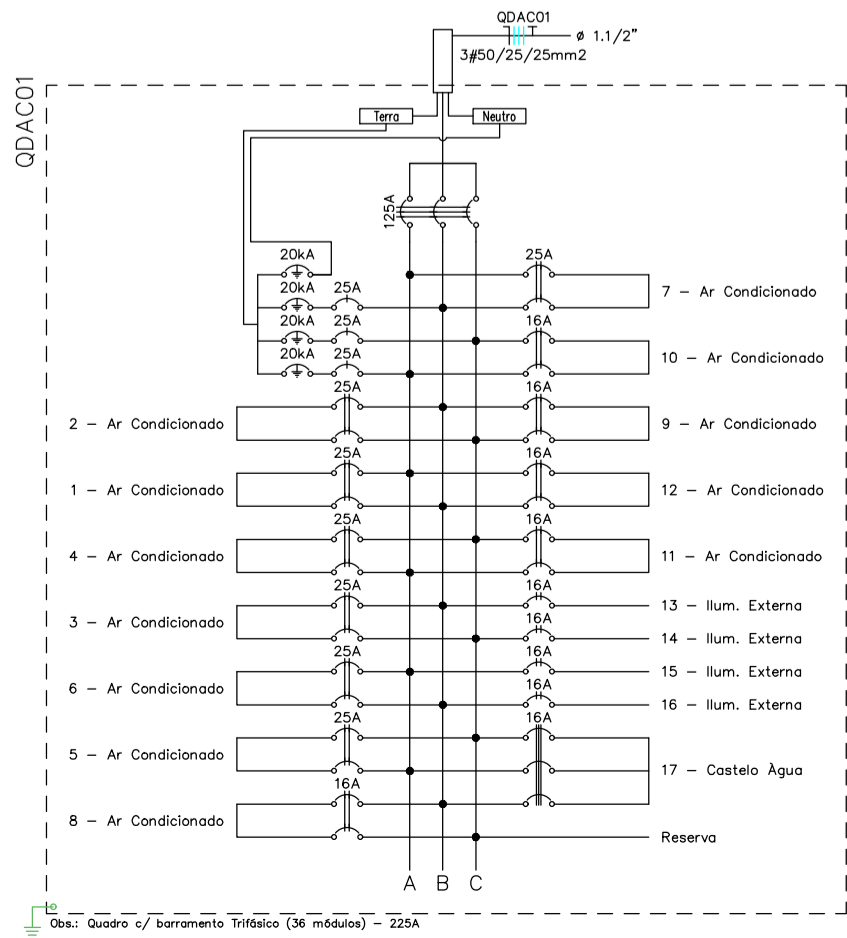 QDAC01
ø 1.1/2"
3#50/25/25mm2
QDAC01
Terra
Neutro
125A
20kA
25A
7 – Ar Condicionado
20kA
25A
20kA
25A
16A
10 – Ar Condicionado
20kA
25A
25A
16A
2 – Ar Condicionado
9 – Ar Condicionado
25A
16A
1 – Ar Condicionado
12 – Ar Condicionado
25A
16A
4 – Ar Condicionado
11 – Ar Condicionado
25A
16A
13 – Ilum. Externa
3 – Ar Condicionado
16A
14 – Ilum. Externa
25A
16A
15 – Ilum. Externa
6 – Ar Condicionado
16A
16 – Ilum. Externa
25A
16A
5 – Ar Condicionado
17 – Castelo Àgua
16A
8 – Ar Condicionado
Reserva
A B C
Obs.: Quadro c/ barramento Trifásico (36 módulos) – 225A